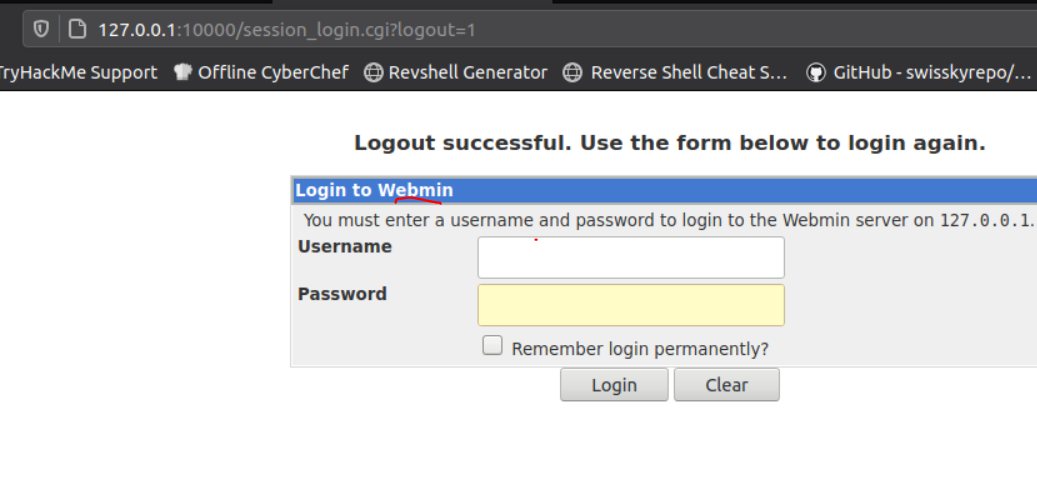 127.0.0.1:10000/session_login.cgi?logout=1
TryHackMe Support Offline CyberChef Revshell Generator Reverse Shell Cheat S... GitHub - swisskyrepo/...
Logout successful. Use the form below to login again.
Login to Webmin
You must enter a username and password to login to the Webmin server on 127.0.0.1.
Username
Password
Remember login permanently?
Login Clear